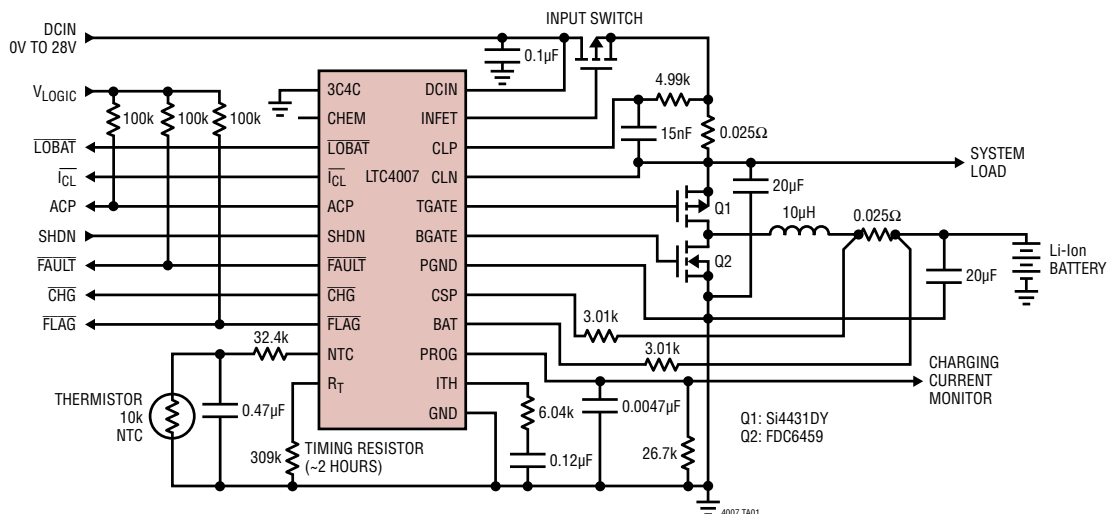 INPUT SWITCH
DCIN
0V TO 28V
0.1µF
VLOGIC
100k
100k
100k
4.99k
15nF
0.025Ω
LOBAT
ICL
ACP
SHDN
FAULT
CHG
FLAG
3C4C
CHEM
LOBAT
ICL
ACP
SHDN
FAULT
CHG
FLAG
NTC
RT
LTC4007
DCIN
INFET
CLP
CLN
TGATE
BGATE
PGND
CSP
BAT
PROG
ITH
GND
SYSTEM
LOAD
20µF
Q1
10µH
0.025Ω
Q2
Li-Ion
BATTERY
20µF
3.01k
3.01k
32.4k
THERMISTOR
10k
NTC
0.47µF
309k
TIMING RESISTOR
(~2 HOURS)
6.04k
0.12µF
0.0047µF
26.7k
CHARGING
CURRENT
MONITOR
Q1: Si4431DY
Q2: FDC6459
4007 TA01